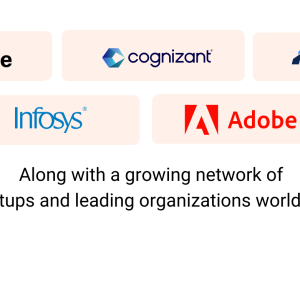 e
cognizant
Infosys®
Adobe
Along with a growing network of
tups and leading organizations world